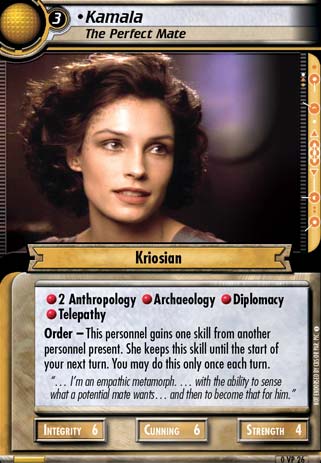 3
•Kamala
The Perfect Mate
Kriosian
2 Anthropology Archaeology Diplomacy
Telepathy
Order – This personnel gains one skill from another
personnel present. She keeps this skill until the start of
your next turn. You may do this only once each turn.
“. . . I’m an empathic metamorph. . . . with the ability to sense
what a potential mate wants. . . and then to become that for him.”
INTEGRITY 6 CUNNING 6 STRENGTH 4
0 VP 26